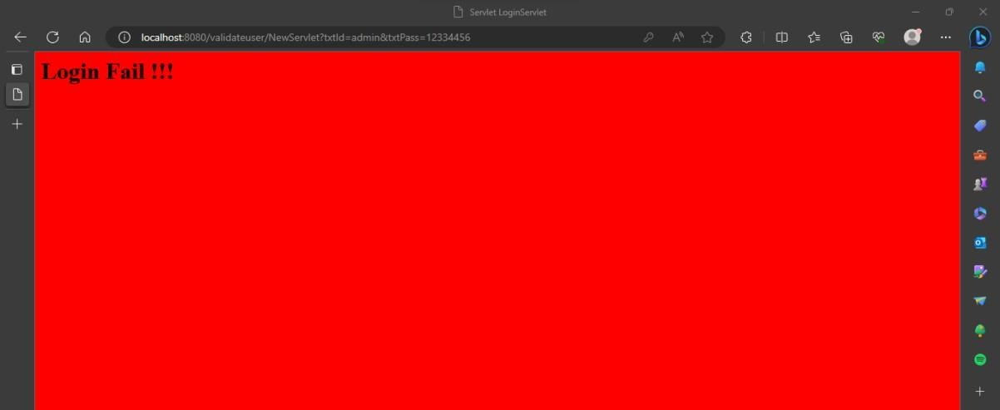 Servlet LoginServlet
localhost:8080/validateuser/NewServlet?txtId=admin&txtPass=12334456
Login Fail !!!